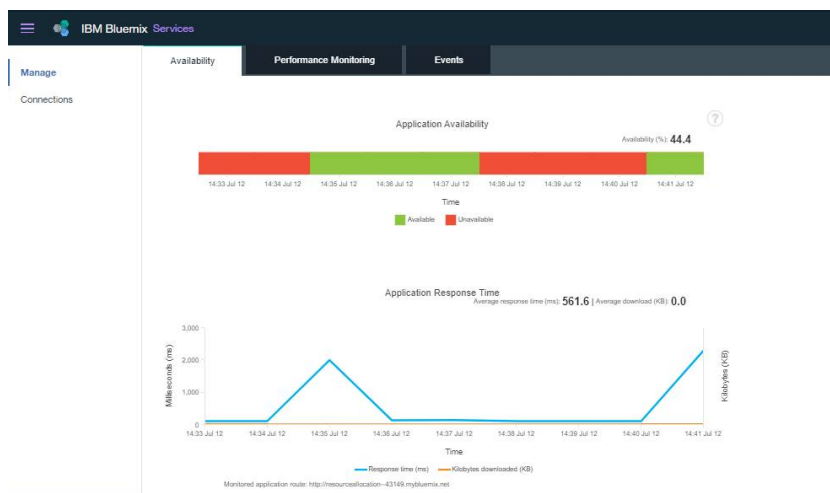 IBM Bluemix Services
Manage
Connections
Availability
Performance Monitoring
Events
Application Availability
?
Availability (%): 44.4
14:33 Jul 12 14:34 Jul 12 14:35 Jul 12 14:36 Jul 12 14:37 Jul 12 14:38 Jul 12 14:39 Jul 12 14:40 Jul 12 14:41 Jul 12
Time
Available Unavailable
Application Response Time
Average response time (ms): 561.6 | Average download (KB): 0.0
Milliseconds (ms)
3,000
2,000
1,000
0
Kilobytes (KB)
14:33 Jul 12 14:34 Jul 12 14:35 Jul 12 14:36 Jul 12 14:37 Jul 12 14:38 Jul 12 14:39 Jul 12 14:40 Jul 12 14:41 Jul 12
Time
Response time (ms) Kilobytes downloaded (KB)
Monitored application route: http://resourceallocation--43149.mybluemix.net